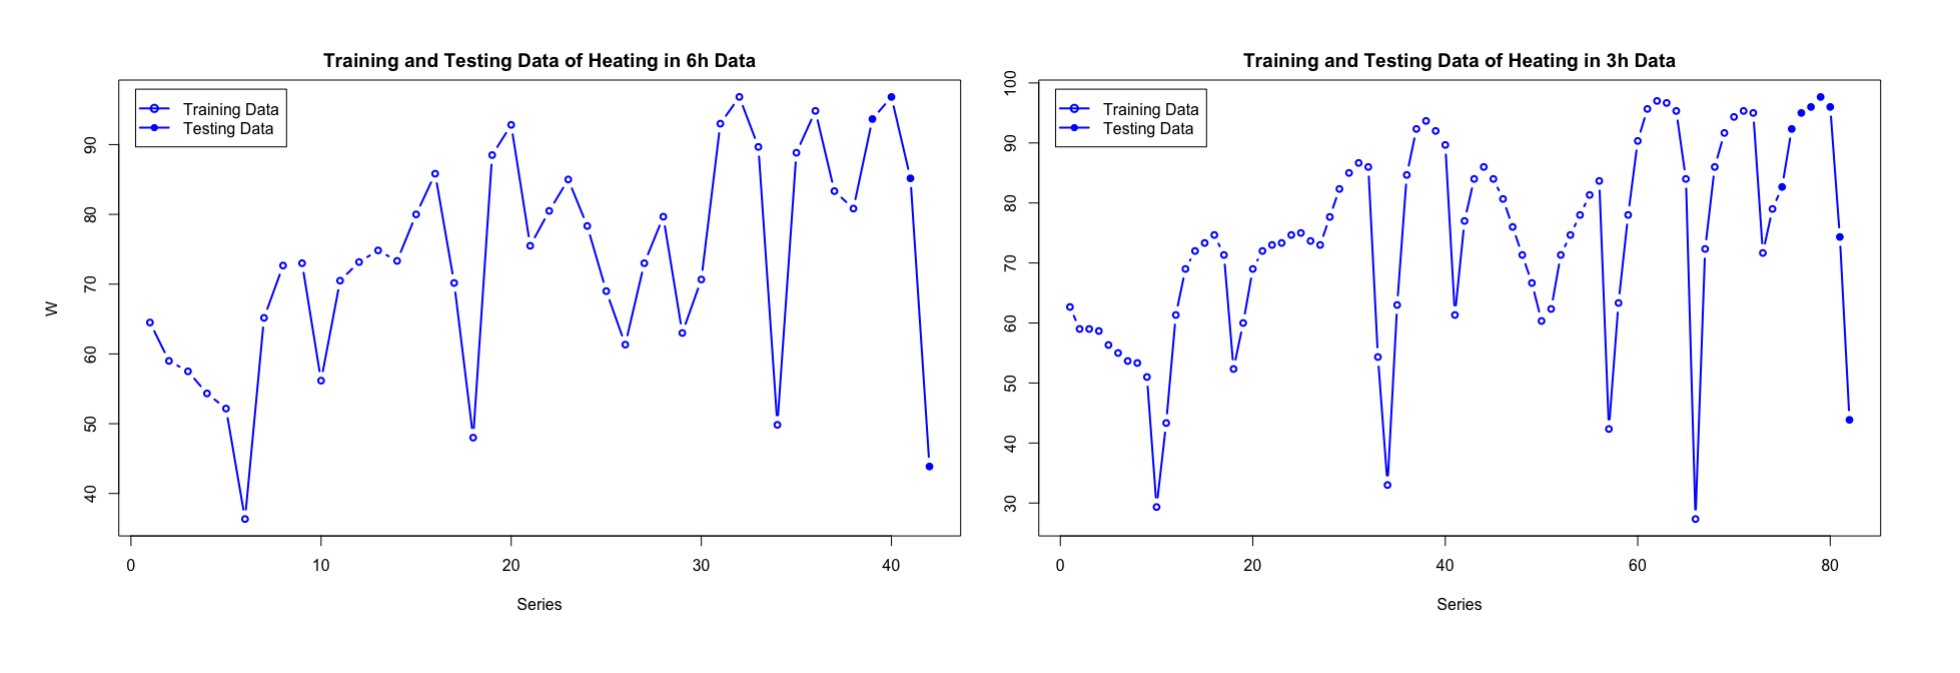 Training and Testing Data of Heating in 6h Data
Training Data
Testing Data
W
90
80
70
60
50
40
0 10 20 30 40
Series
Training and Testing Data of Heating in 3h Data
Training Data
Testing Data
100
90
80
70
60
50
40
30
0 20 40 60 80
Series